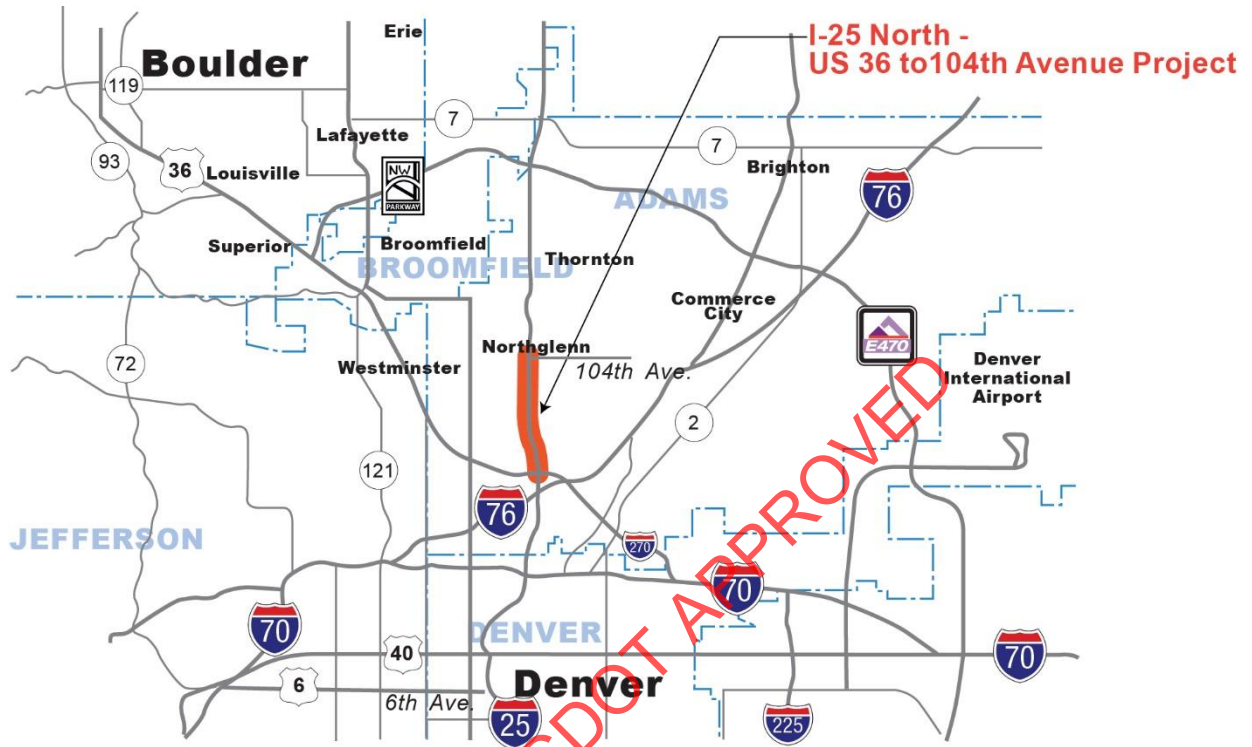 Erie
I-25 North -
US 36 to104th Avenue Project
Boulder
119
Lafayette
7
7
93
36
Louisville
NW
PARKWAY
Brighton
76
ADAMS
Superior
Broomfield
BROOMFIELD
Thornton
Commerce
City
E470
Northglenn
104th Ave.
Westminster
72
Denver
International
Airport
2
121
76
JEFFERSON
270
70
70
DENVER
40
70
6
6th Ave.
Denver
25
225
CDOT APPROVED